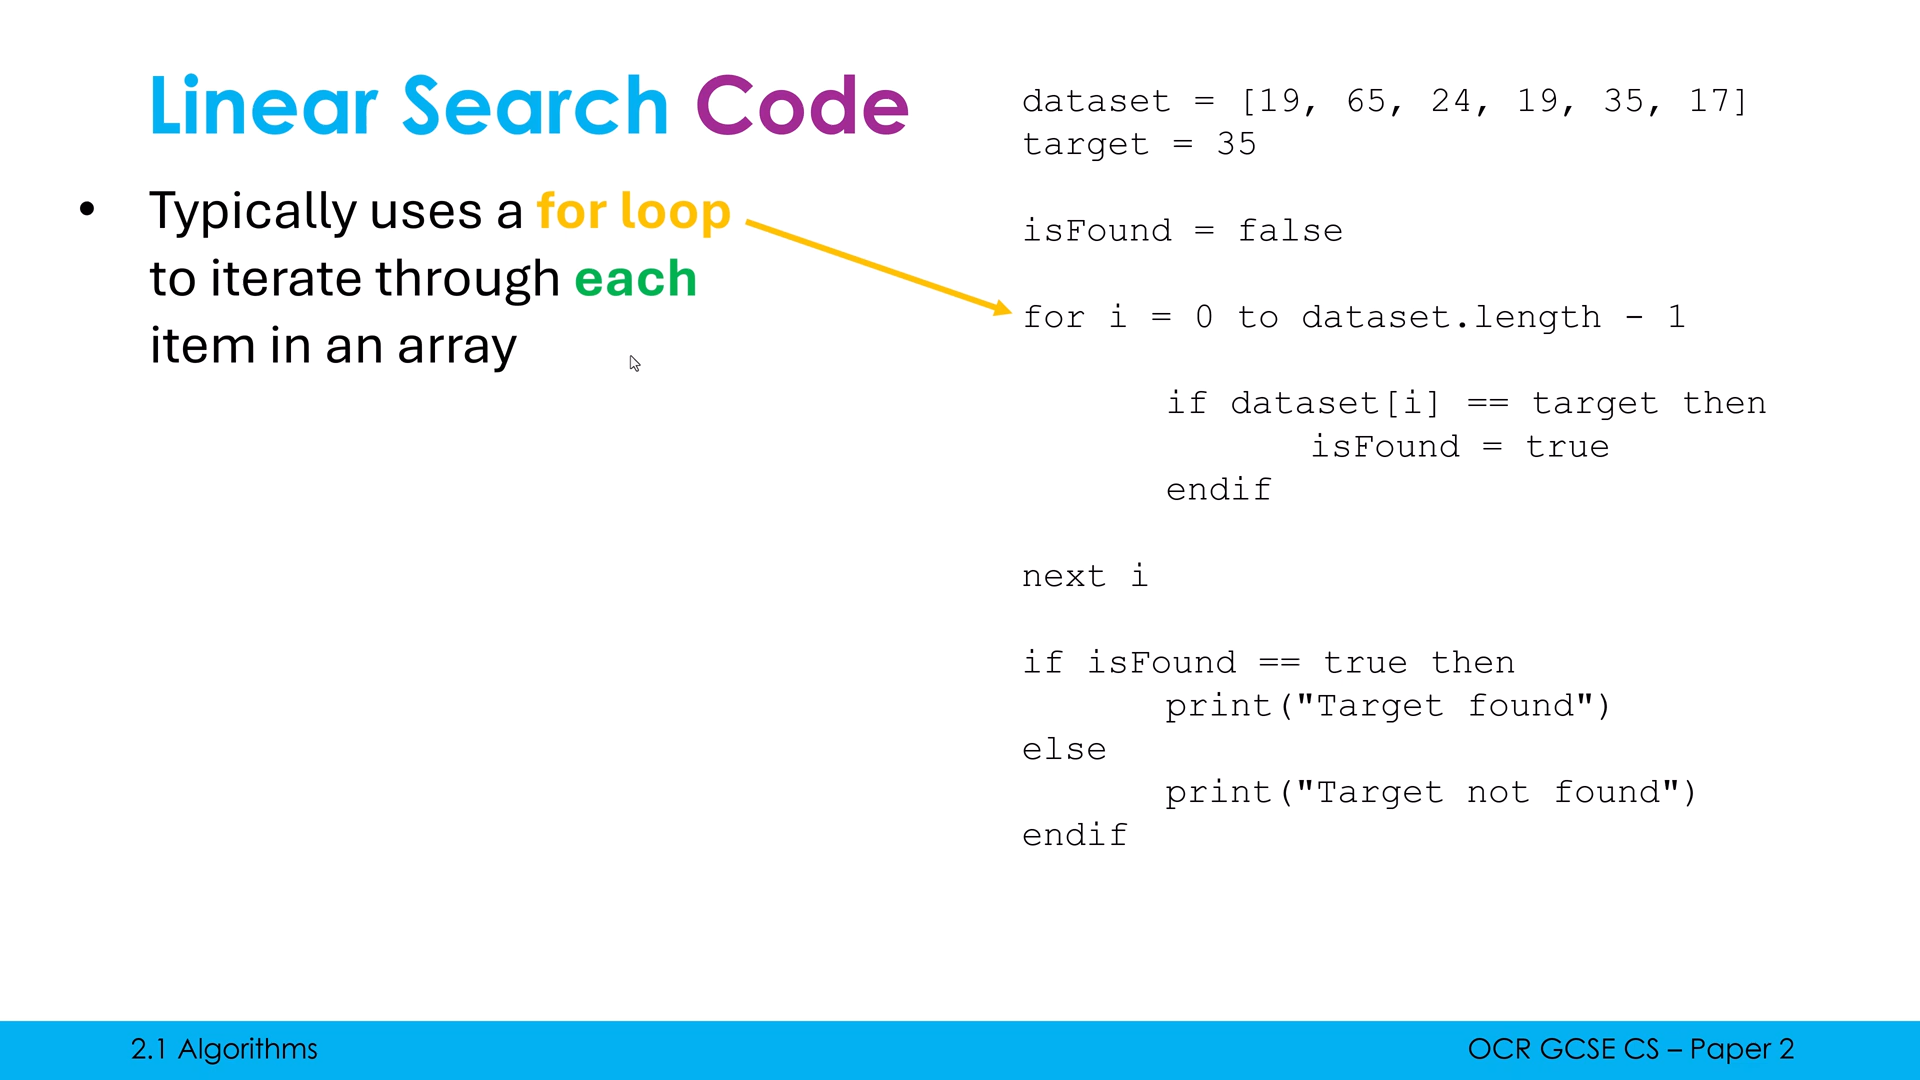 Linear Search Code
• Typically uses a for loop
to iterate through each
item in an array
dataset = [19, 65, 24, 19, 35, 17]
target = 35
isFound = false
for i = 0 to dataset.length - 1
if dataset[i] == target then
isFound = true
endif
next i
if isFound == true then
print("Target found")
else
print("Target not found")
endif
2.1 Algorithms
OCR GCSE CS – Paper 2